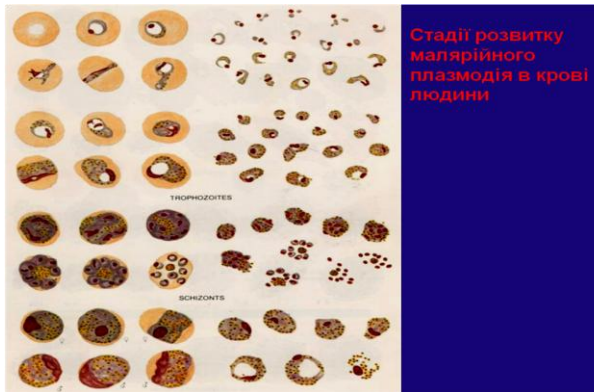 Стадії розвитку
малярійного
плазмодія в крові
людини
TROPHOZOITES
SCHIZONTS